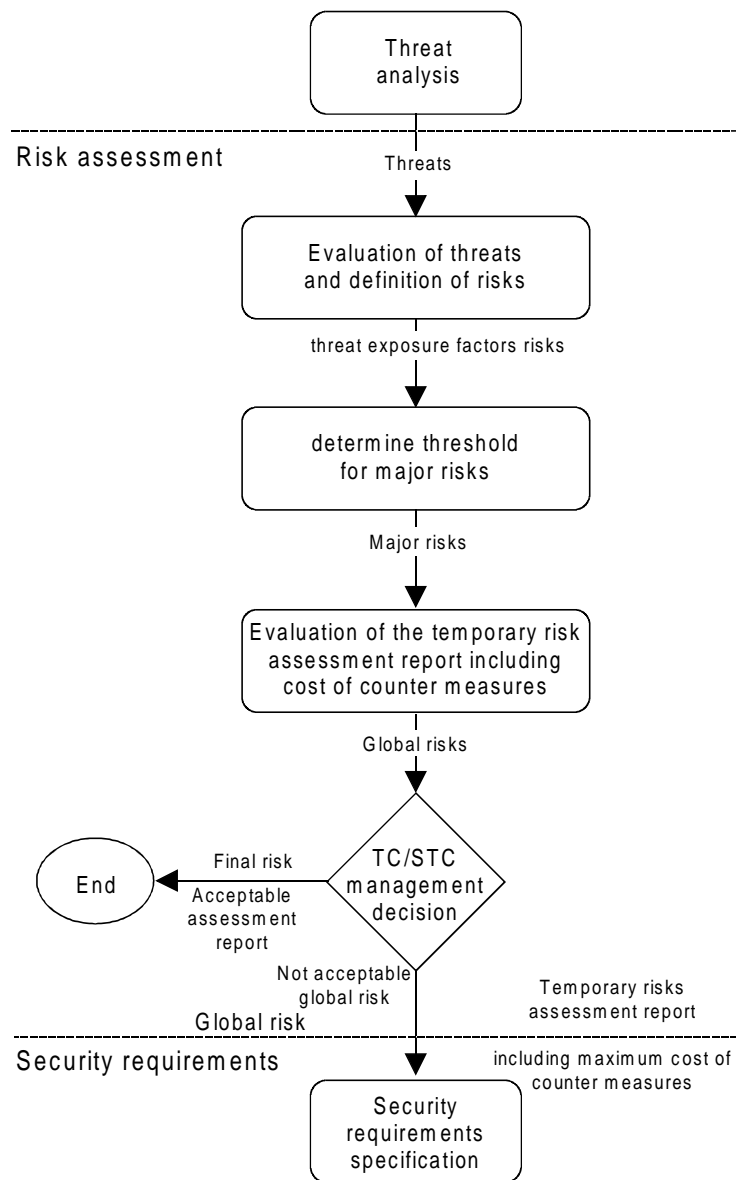 Threat
analysis
Risk assessment
Threats
Evaluation of threats
and definition of risks
threat exposure factors risks
determine threshold
for major risks
Major risks
Evaluation of the temporary risk
assessment report including
cost of counter measures
Global risks
TC/STC
management
decision
Final risk
Acceptable
assessment
report
End
Not acceptable
global risk
Global risk
Temporary risks
assessment report
Security requirements
including maximum cost of
counter measures
Security
requirements
specification